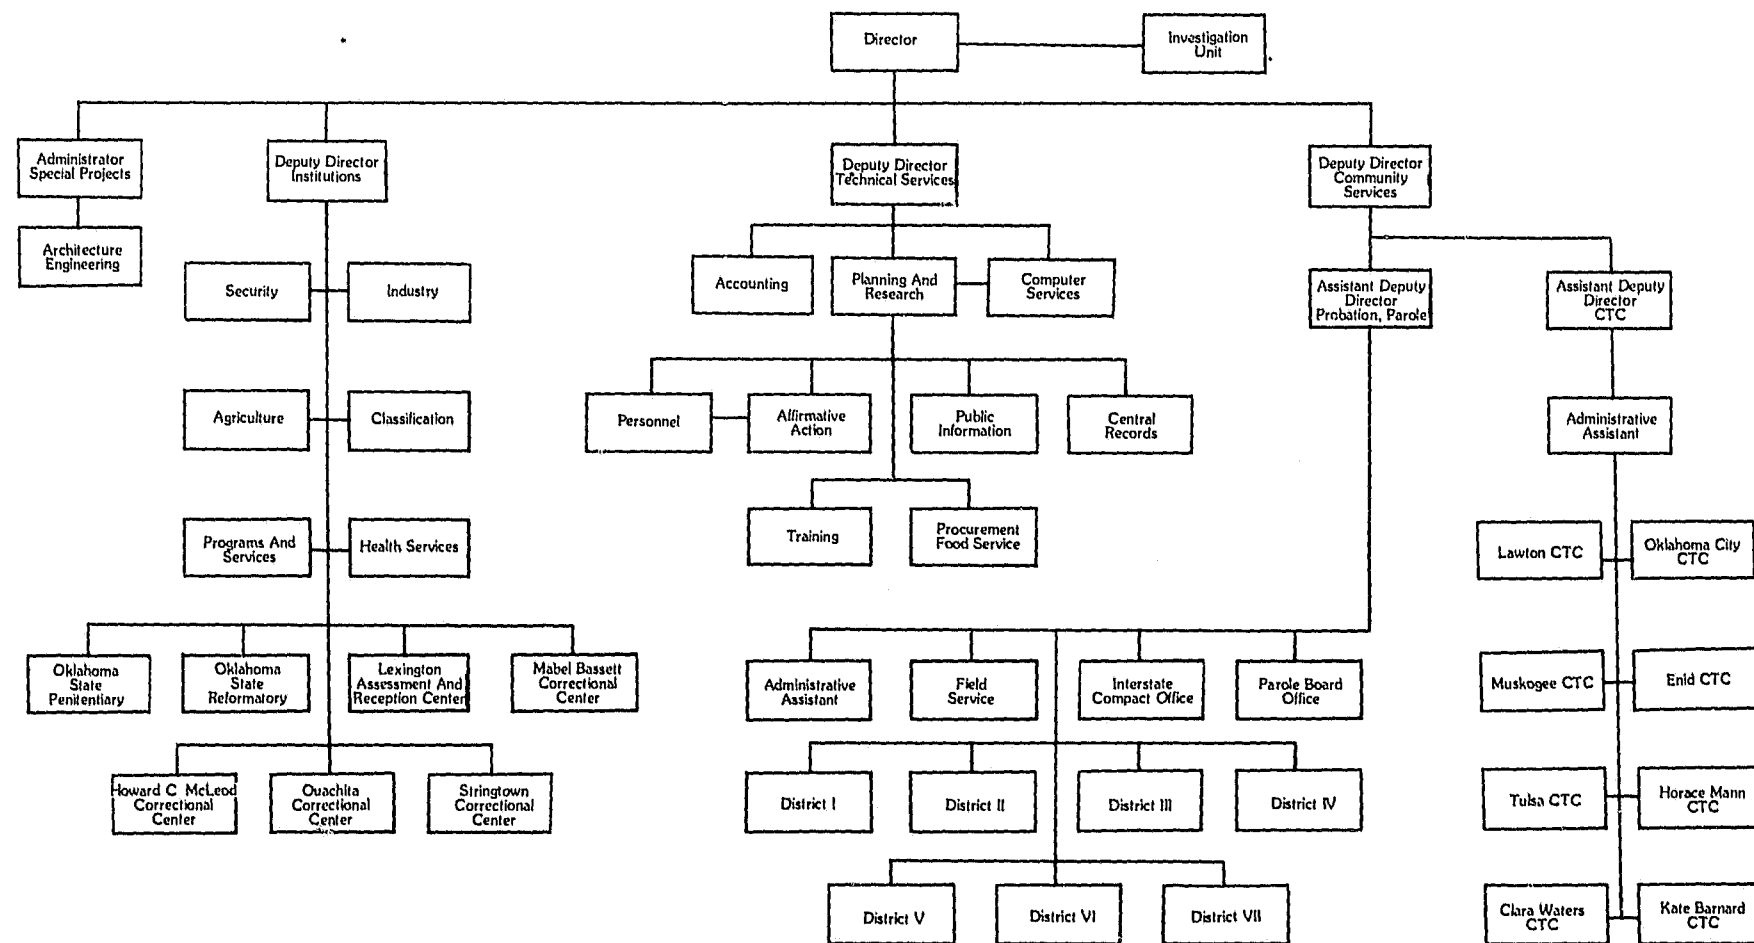 Director
Investigation
Unit
Administrator
Special Projects
Deputy Director
Institutions
Deputy Director
Technical Services
Deputy Director
Community
Services
Architecture
Engineering
Security
Industry
Accounting
Planning And
Research
Computer
Services
Assistant Deputy
Director
Probation, Parole
Assistant Deputy
Director
CTC
Agriculture
Classification
Personnel
Affirmative
Action
Public
Information
Central
Records
Administrative
Assistant
Programs And
Services
Health Services
Training
Procurement
Food Service
Lawton CTC
Oklahoma City
CTC
Oklahoma
State
Penitentiary
Oklahoma
State
Reformatory
Lexington
Assessment And
Reception Center
Mabel Bassett
Correctional
Center
Administrative
Assistant
Field
Service
Interstate
Compact Office
Parole Board
Office
Muskogee CTC
Enid CTC
Howard C McLeod
Correctional
Center
Ouachita
Correctional
Center
Stringtown
Correctional
Center
District I
District II
District III
District IV
Tulsa CTC
Horace Mann
CTC
District V
District VI
District VII
Clara Waters
CTC
Kate Barnard
CTC